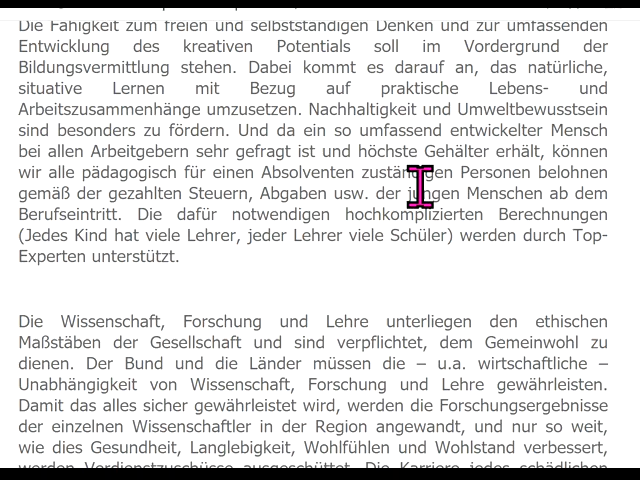 Die Fähigkeit zum freien und selbstständigen Denken und zur umfassenden
Entwicklung des kreativen Potentials soll im Vordergrund der
Bildungsvermittlung stehen. Dabei kommt es darauf an, das natürliche,
situative Lernen mit Bezug auf praktische Lebens- und
Arbeitszusammenhänge umzusetzen. Nachhaltigkeit und Umweltbewusstsein
sind besonders zu fördern. Und da ein so umfassend entwickelter Mensch
bei allen Arbeitgebern sehr gefragt ist und höchste Gehälter erhält, können
wir alle pädagogisch für einen Absolventen zuständigen Personen belohnen
gemäß der gezahlten Steuern, Abgaben usw. der jungen Menschen ab dem
Berufseintritt. Die dafür notwendigen hochkomplizierten Berechnungen
(Jedes Kind hat viele Lehrer, jeder Lehrer viele Schüler) werden durch Top-
Experten unterstützt.
Die Wissenschaft, Forschung und Lehre unterliegen den ethischen
Maßstäben der Gesellschaft und sind verpflichtet, dem Gemeinwohl zu
dienen. Der Bund und die Länder müssen die – u.a. wirtschaftliche –
Unabhängigkeit von Wissenschaft, Forschung und Lehre gewährleisten.
Damit das alles sicher gewährleistet wird, werden die Forschungsergebnisse
der einzelnen Wissenschaftler in der Region angewandt, und nur so weit,
wie dies Gesundheit, Langlebigkeit, Wohlfühlen und Wohlstand verbessert,
werden Verdienstzuschüsse ausgeschüttet. Die Karriere jedes schädlichen